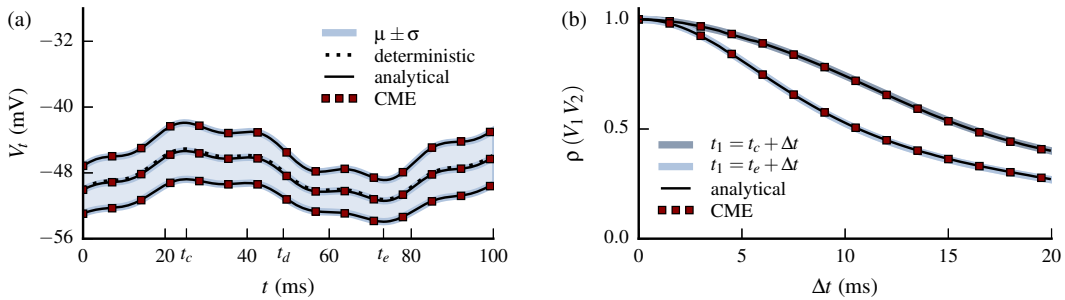 (a)
V_t (mV)
−32
−40
−48
−56
μ ± σ
deterministic
analytical
CME
0 20 t_c 40 t_d 60 t_e 80 100
t (ms)
(b)
ρ (V_1 V_2)
1.0
0.5
0.0
t_1 = t_c + Δt
t_1 = t_e + Δt
analytical
CME
0 5 10 15 20
Δt (ms)